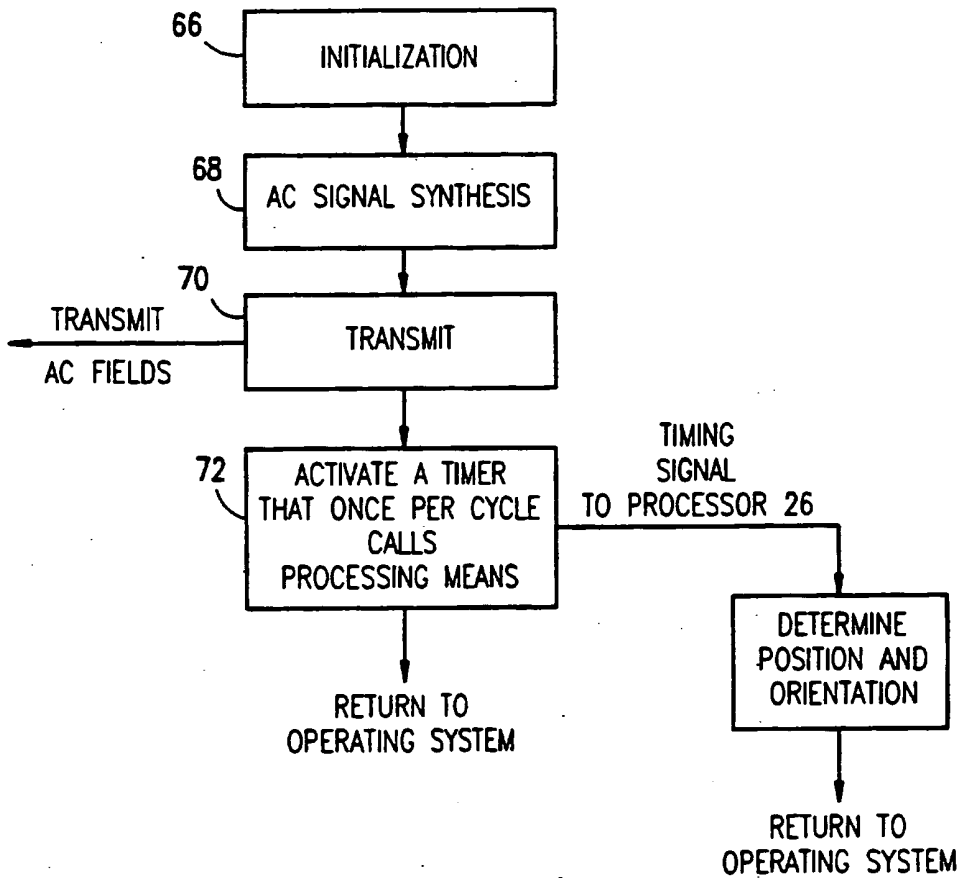 66
INITIALIZATION
68
AC SIGNAL SYNTHESIS
70
TRANSMIT
TRANSMIT
AC FIELDS
72
ACTIVATE A TIMER
THAT ONCE PER CYCLE
CALLS
PROCESSING MEANS
TIMING
SIGNAL
TO PROCESSOR 26
DETERMINE
POSITION AND
ORIENTATION
RETURN TO
OPERATING SYSTEM
RETURN TO
OPERATING SYSTEM